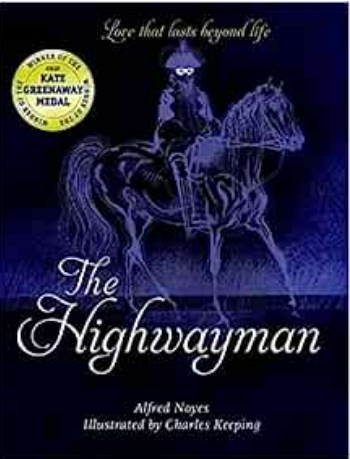 Love that lasts beyond life
WINNER OF THE
KATE
GREENAWAY
MEDAL
The
Highwayman
Alfred Noyes
Illustrated by Charles Keeping